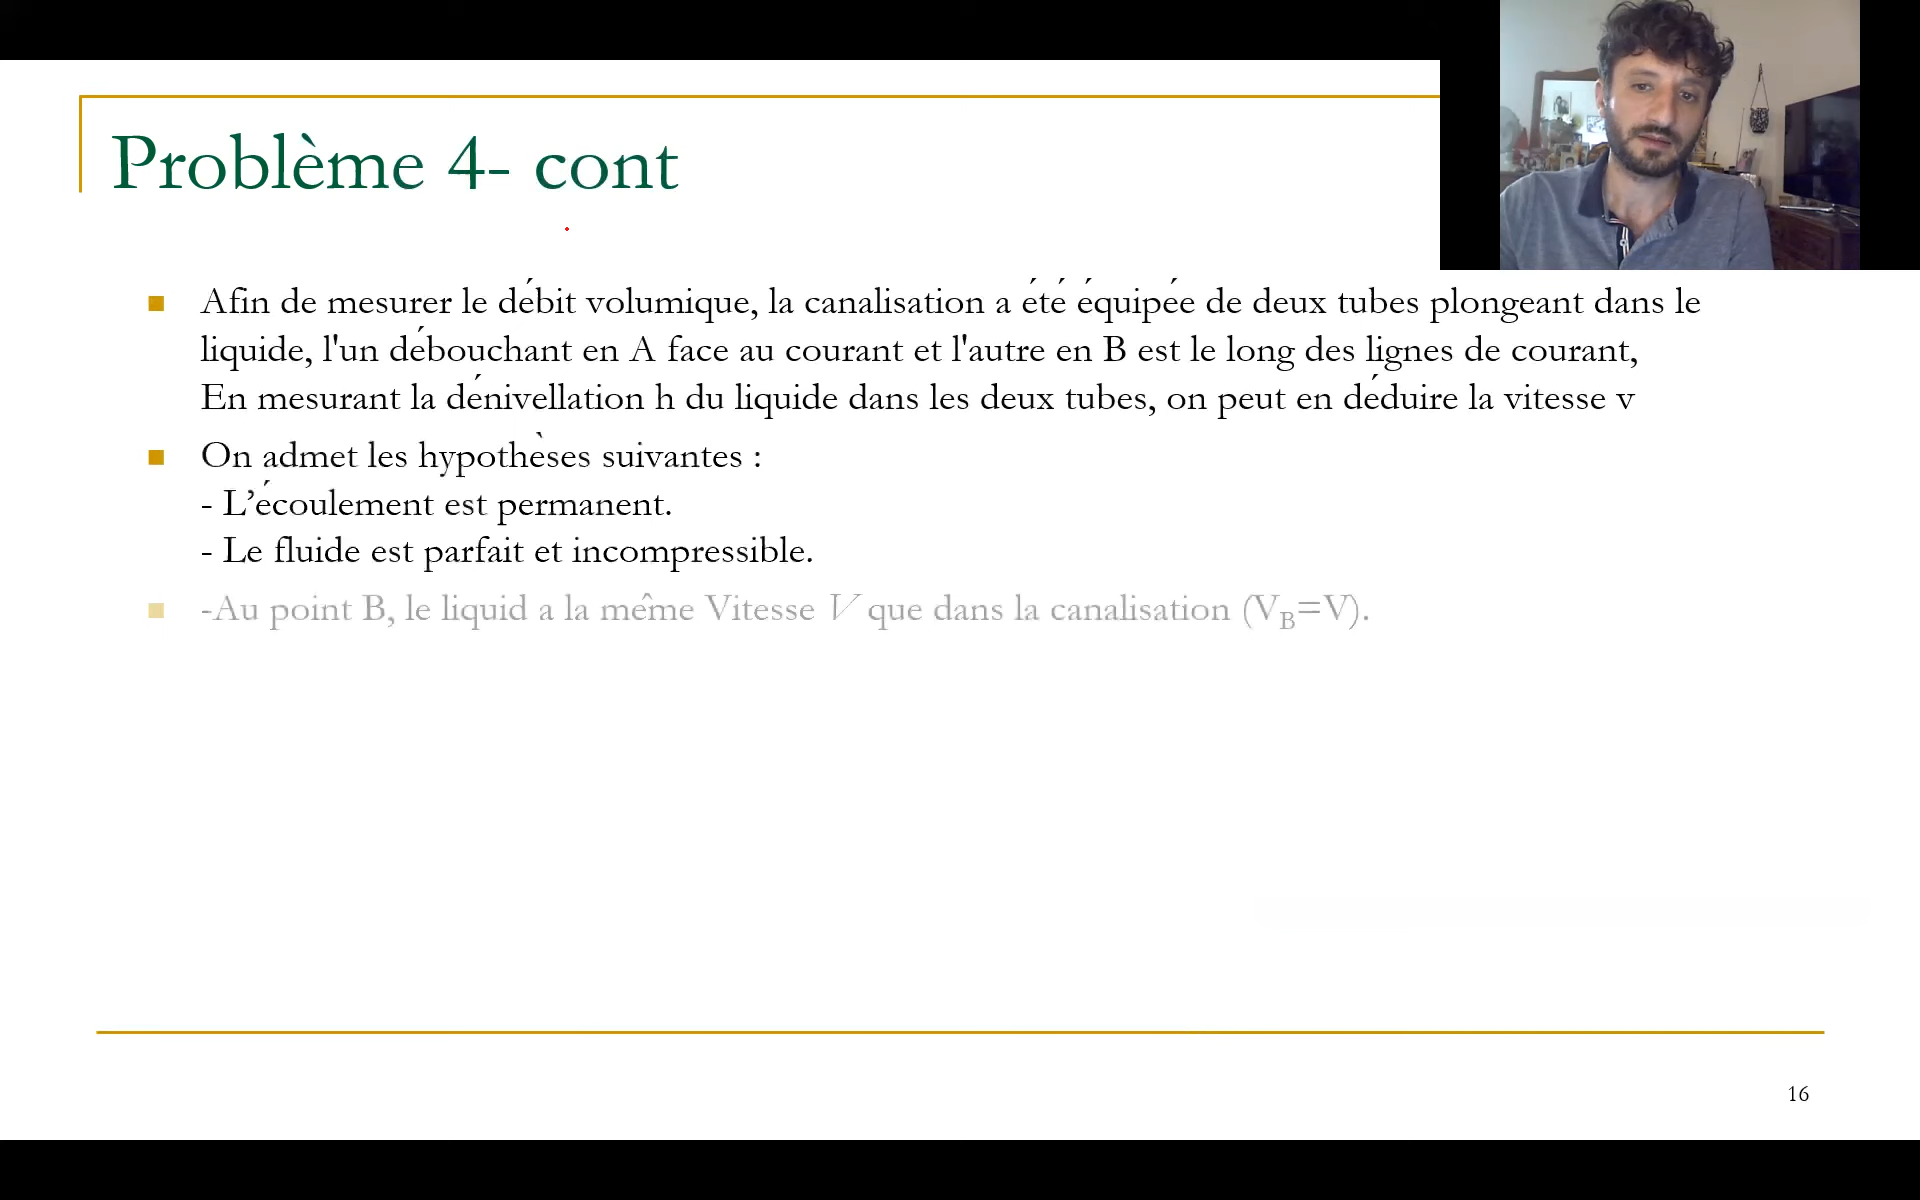 Problème 4- cont
Afin de mesurer le débit volumique, la canalisation a été équipée de deux tubes plongeant dans le
liquide, l'un débouchant en A face au courant et l'autre en B est le long des lignes de courant,
En mesurant la dénivellation h du liquide dans les deux tubes, on peut en déduire la vitesse v
On admet les hypothèses suivantes :
- L’écoulement est permanent.
- Le fluide est parfait et incompressible.
-Au point B, le liquid a la même Vitesse V que dans la canalisation (VB=V).
16